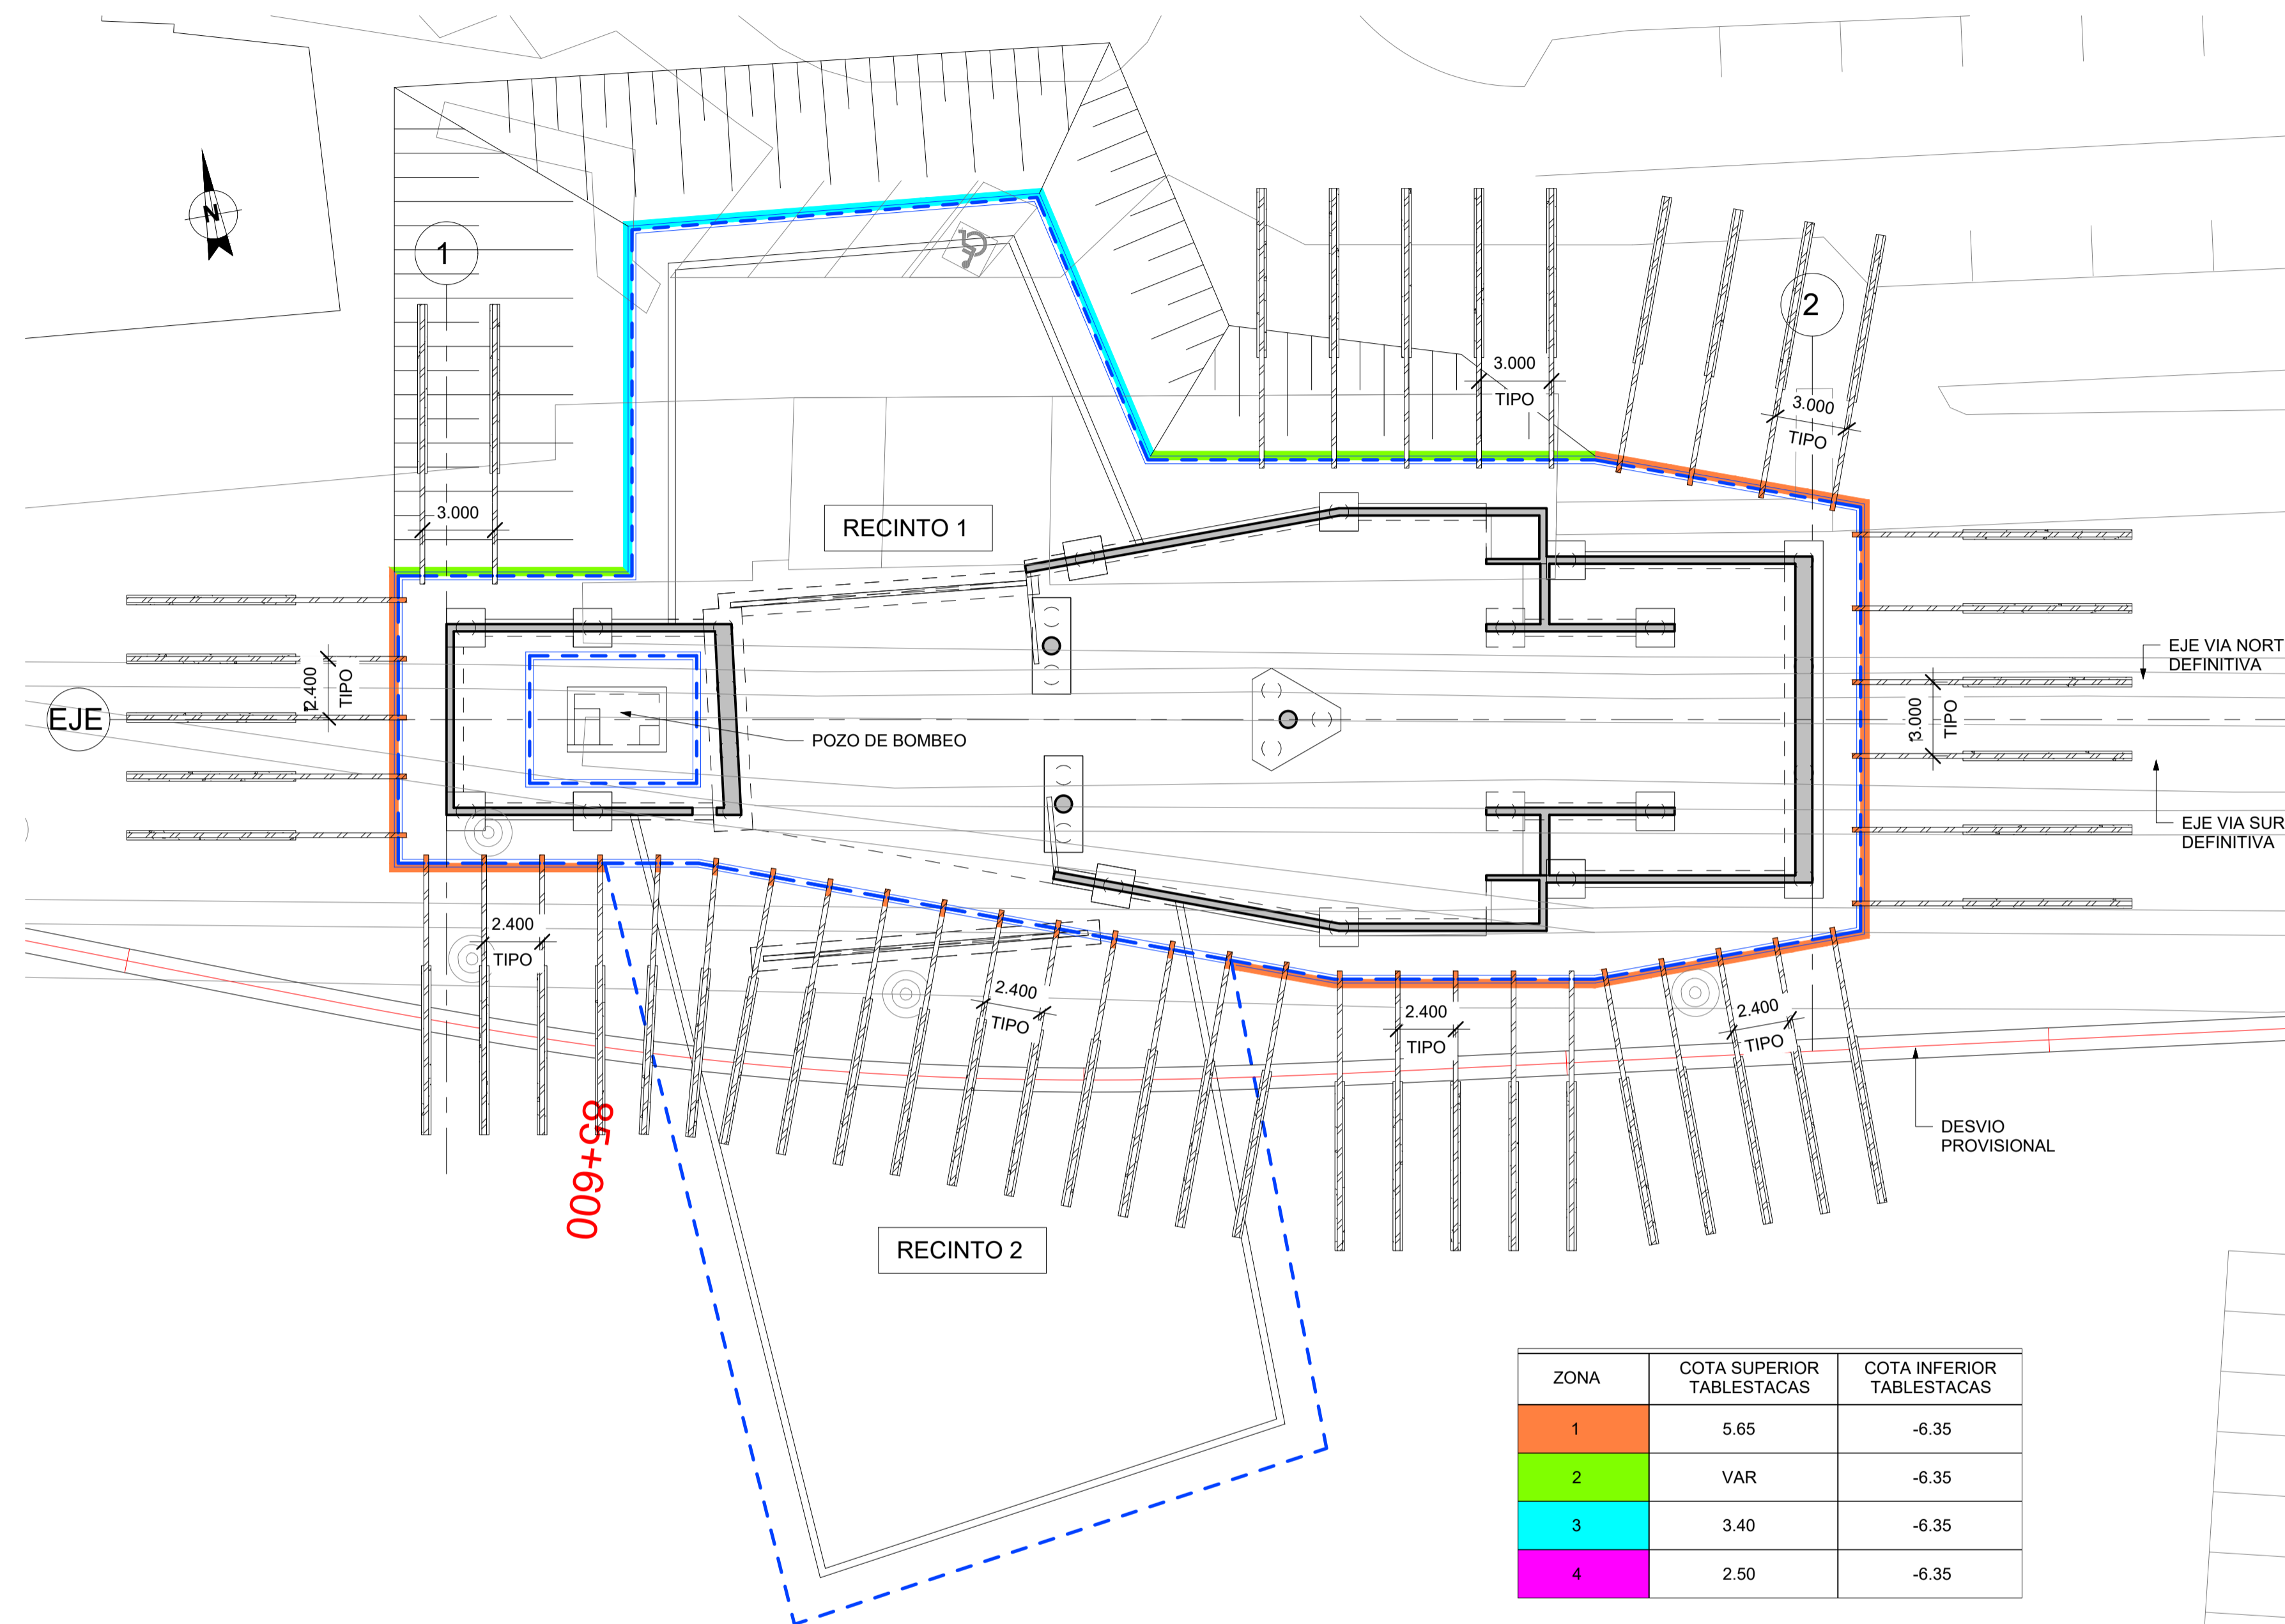 N
1
2
3.000
TIPO
3.000
TIPO
3.000
RECINTO 1
EJE VIA NORT
DEFINITIVA
2.400
TIPO
EJE
POZO DE BOMBEO
3.000
TIPO
EJE VIA SUR
DEFINITIVA
2.400
TIPO
2.400
TIPO
2.400
TIPO
2.400
TIPO
85+600
DESVIO
PROVISIONAL
RECINTO 2
ZONA COTA SUPERIOR TABLESTACAS COTA INFERIOR TABLESTACAS
1 5.65 -6.35
2 VAR -6.35
3 3.40 -6.35
4 2.50 -6.35